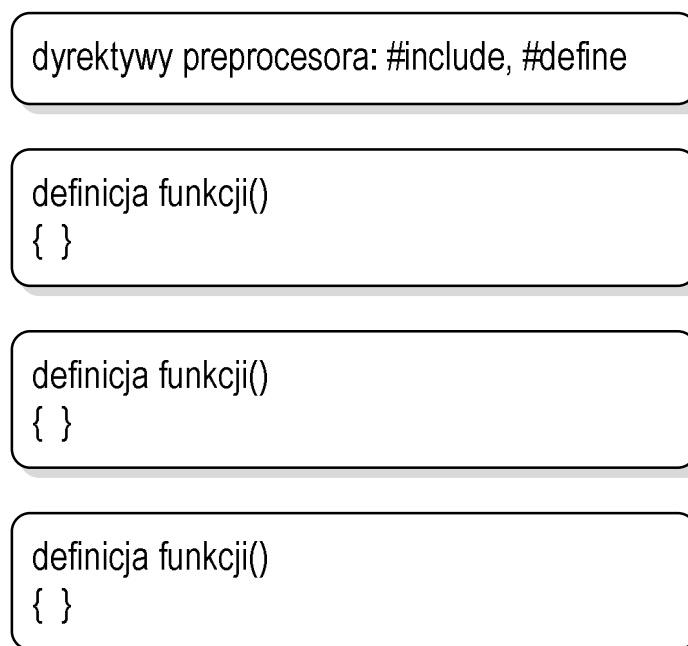 dyrektywy preprocesora: #include, #define
definicja funkcji()
{ }
definicja funkcji()
{ }
definicja funkcji()
{ }